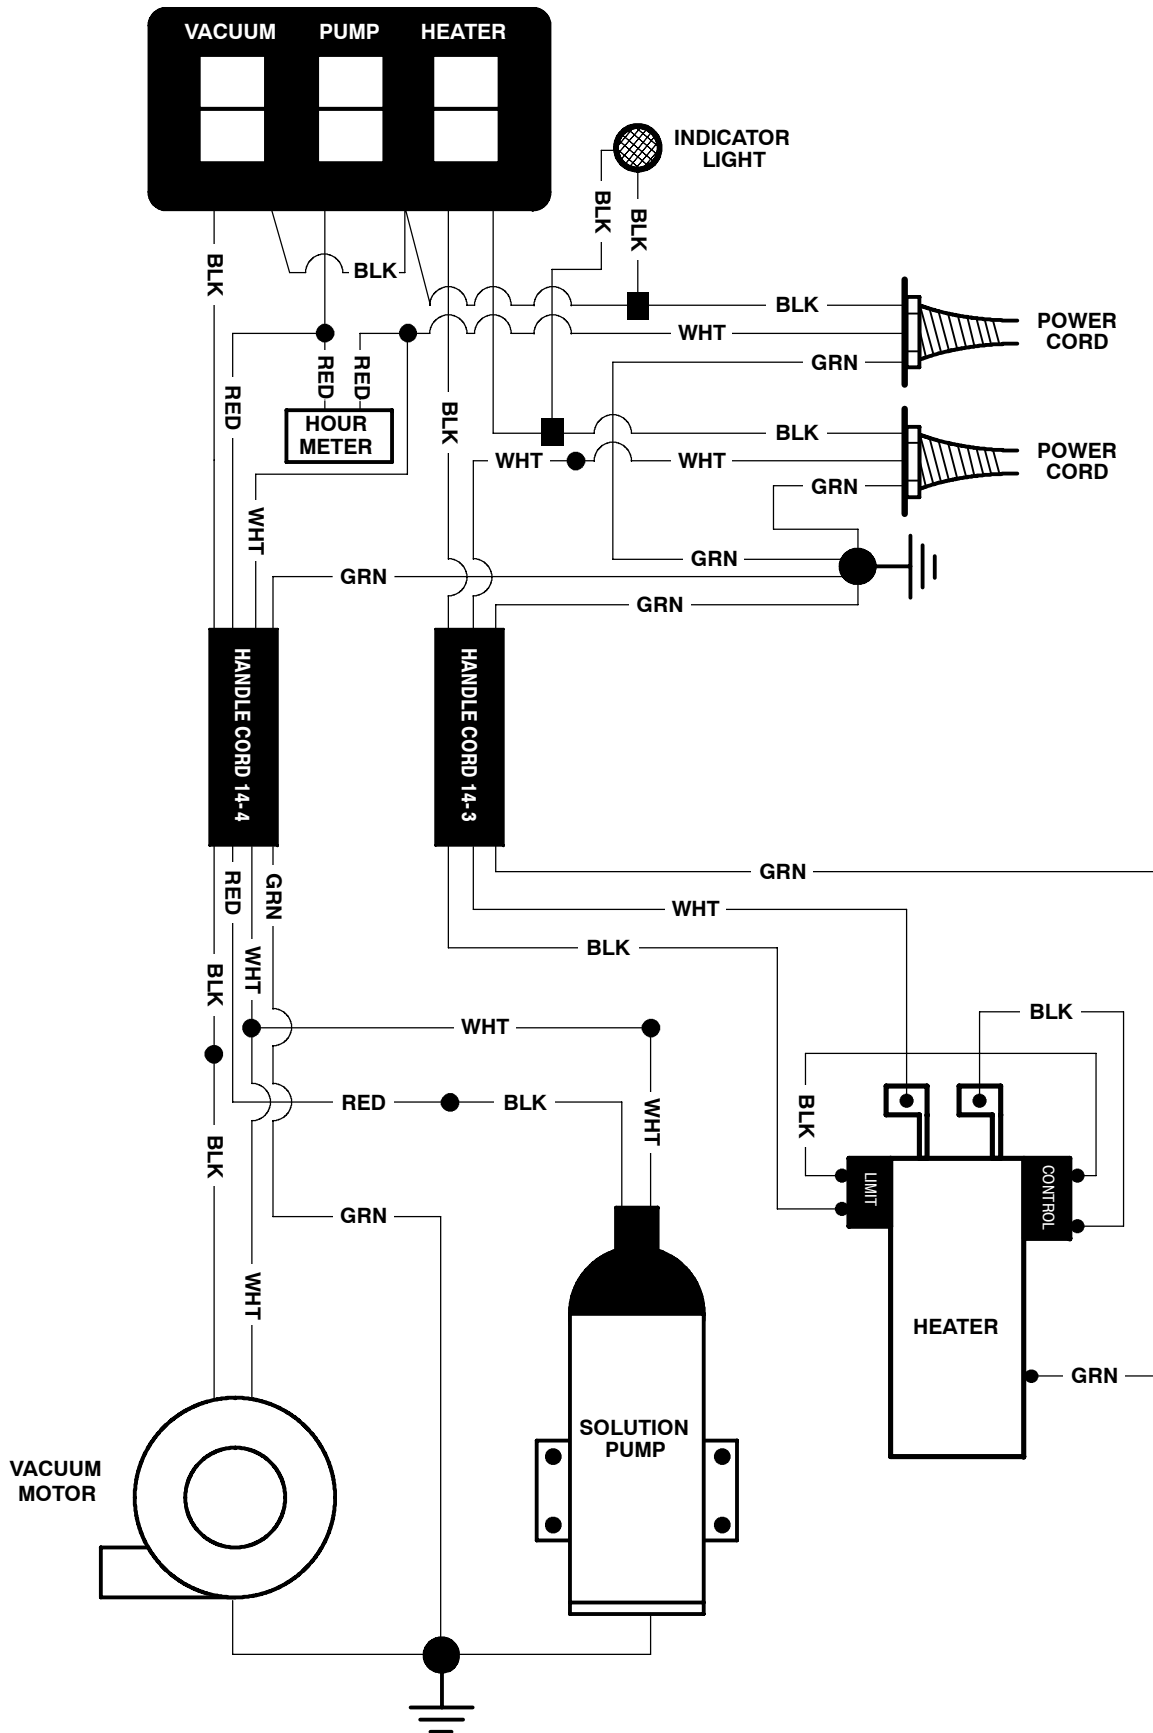 VACUUM PUMP HEATER
INDICATOR
LIGHT
BLK
BLK
BLK
BLK
BLK
WHT
POWER
CORD
GRN
RED
RED
RED
BLK
HOUR
METER
BLK
WHT
WHT
POWER
CORD
GRN
WHT
GRN
GRN
GRN
HANDLE CORD 14-4
HANDLE CORD 14-3
GRN
RED
GRN
WHT
BLK
WHT
BLK
BLK
WHT
RED
BLK
WHT
BLK
BLK
LIMIT
CONTROL
GRN
WHT
HEATER
GRN
SOLUTION
PUMP
VACUUM
MOTOR